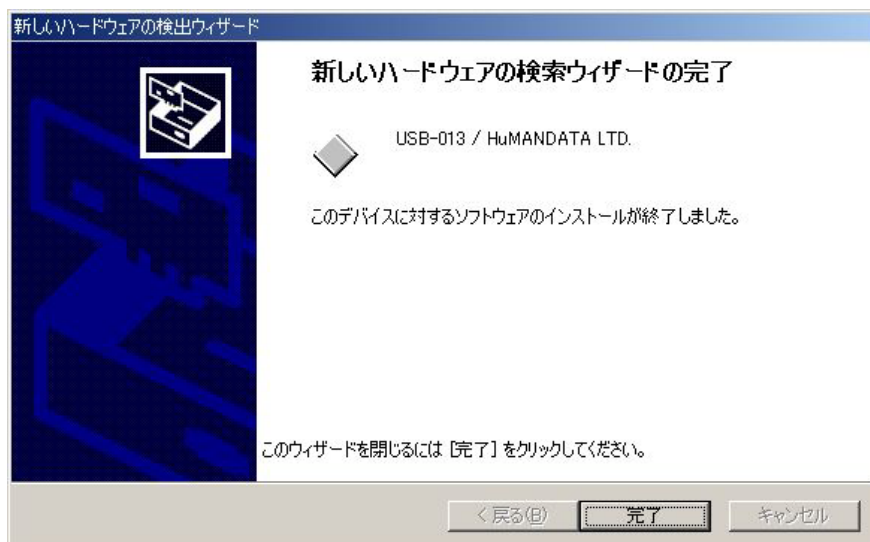 新しいハードウェアの検出ウィザード
新しいハードウェアの検索ウィザードの完了
USB-013 / HuMANDATA LTD.
このデバイスに対するソフトウェアのインストールが終了しました。
このウィザードを閉じるには [完了] をクリックしてください。
< 戻る(B) 完了 キャンセル